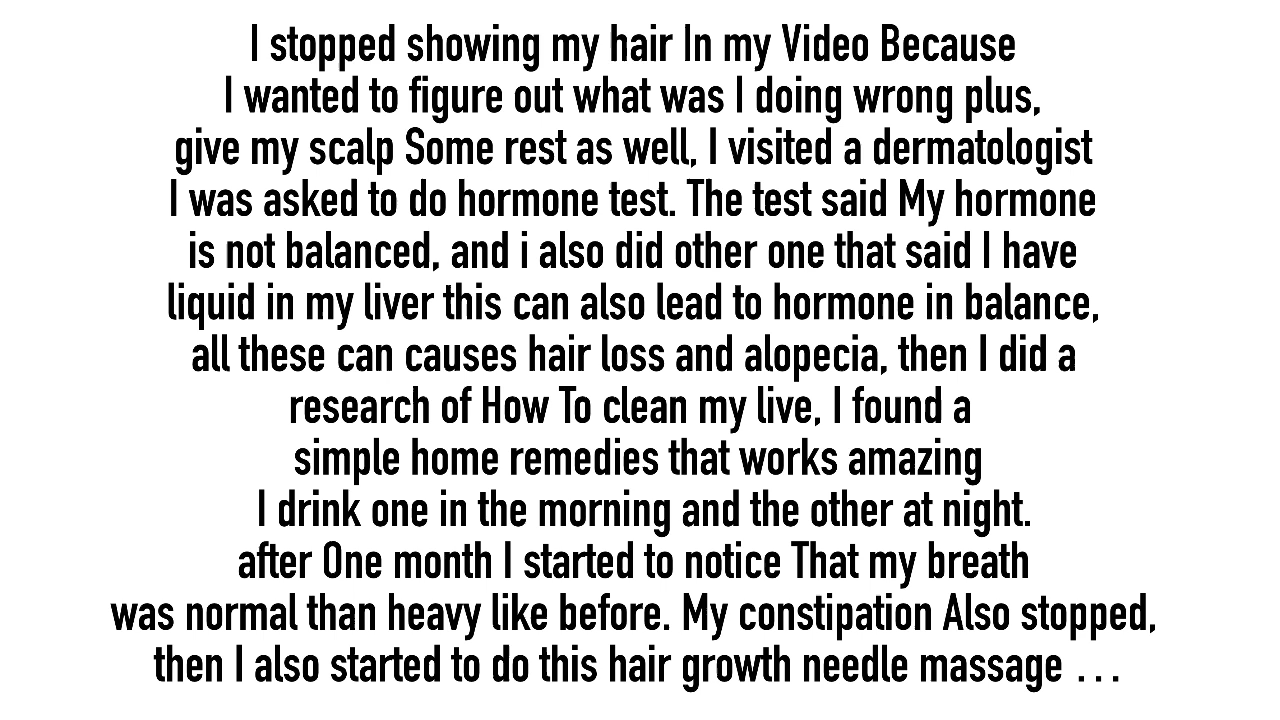 I stopped showing my hair In my Video Because
I wanted to figure out what was I doing wrong plus,
give my scalp Some rest as well, I visited a dermatologist
I was asked to do hormone test. The test said My hormone
is not balanced, and i also did other one that said I have
liquid in my liver this can also lead to hormone in balance,
all these can causes hair loss and alopecia, then I did a
research of How To clean my live, I found a
simple home remedies that works amazing
I drink one in the morning and the other at night.
after One month I started to notice That my breath
was normal than heavy like before. My constipation Also stopped,
then I also started to do this hair growth needle massage ...